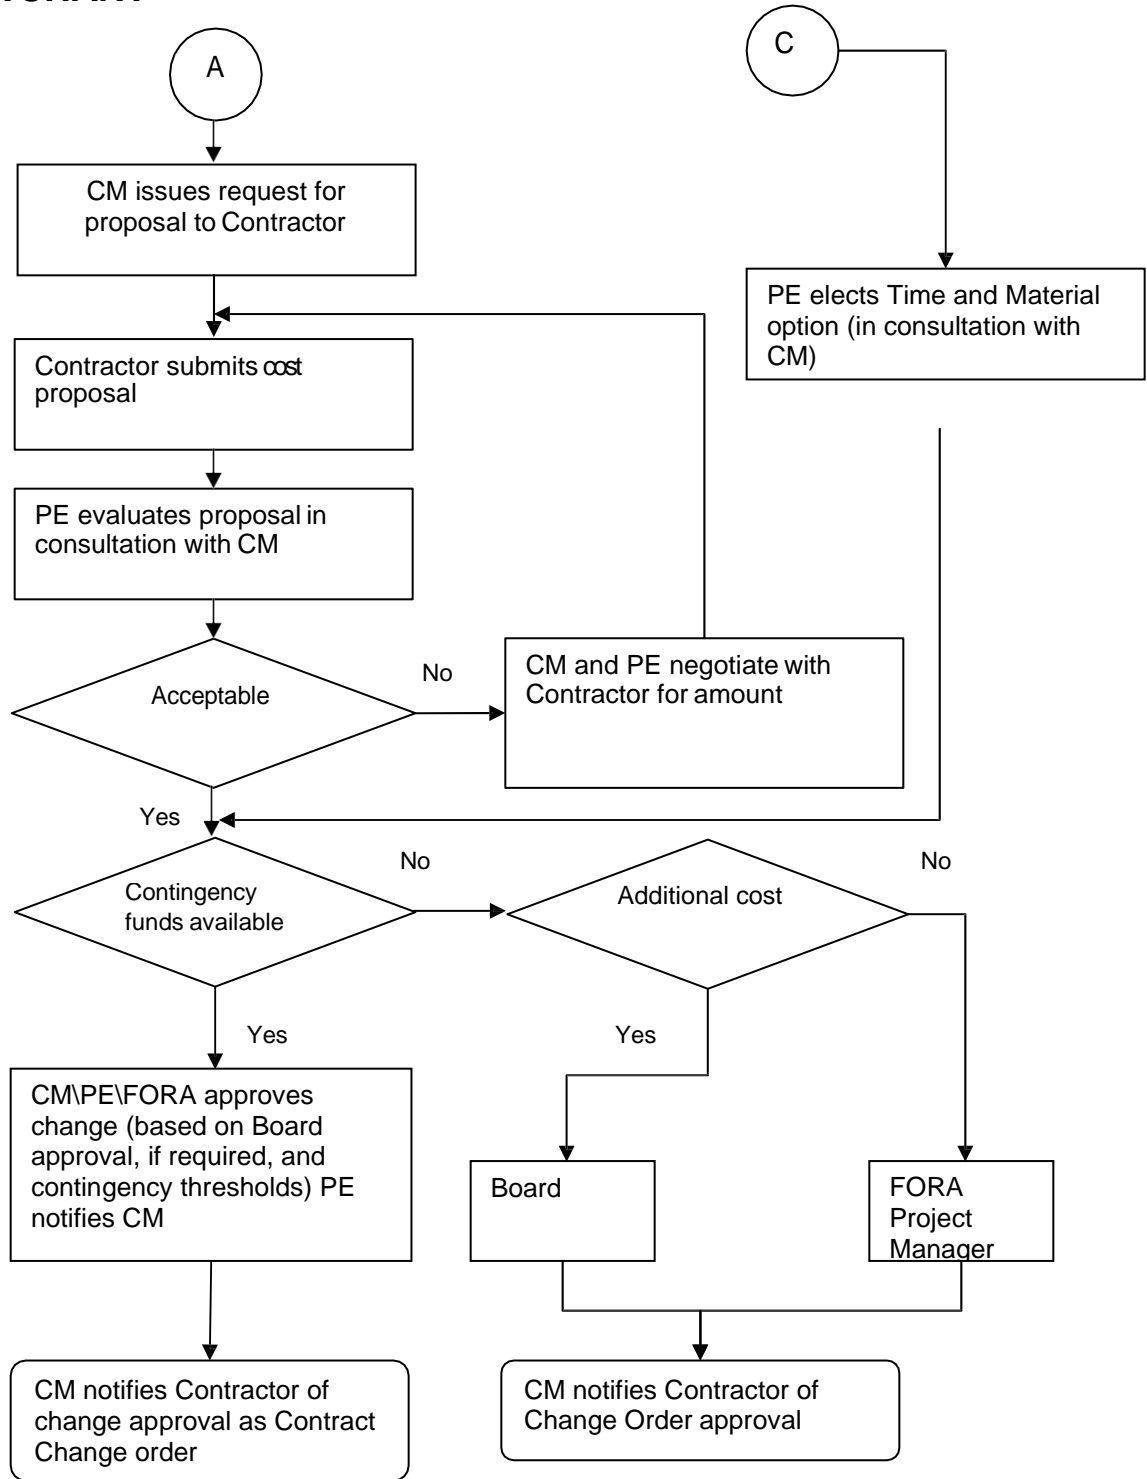 A
C
CM issues request for
proposal to Contractor
PE elects Time and Material
option (in consultation with
CM)
Contractor submits cost
proposal
PE evaluates proposal in
consultation with CM
Acceptable
No
CM and PE negotiate with
Contractor for amount
Yes
Contingency
funds available
No
Additional cost
No
Yes
Yes
CM\PE\FORA approves
change (based on Board
approval, if required, and
contingency thresholds) PE
notifies CM
Board
FORA
Project
Manager
CM notifies Contractor of
change approval as Contract
Change order
CM notifies Contractor of
Change Order approval